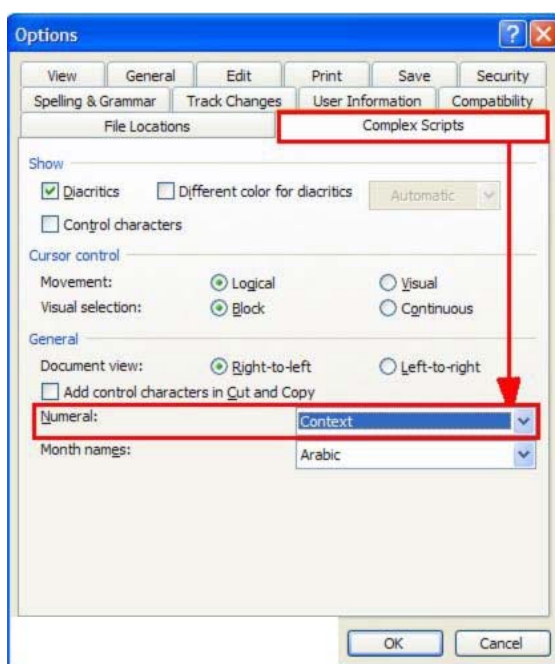 Options
View General Edit Print Save Security
Spelling & Grammar Track Changes User Information Compatibility
File Locations Complex Scripts
Show
Diacritics Different color for diacritics Automatic
Control characters
Cursor control
Movement: Logical Visual
Visual selection: Block Continuous
General
Document view: Right-to-left Left-to-right
Add control characters in Cut and Copy
Numeral: Context
Month names: Arabic
OK Cancel